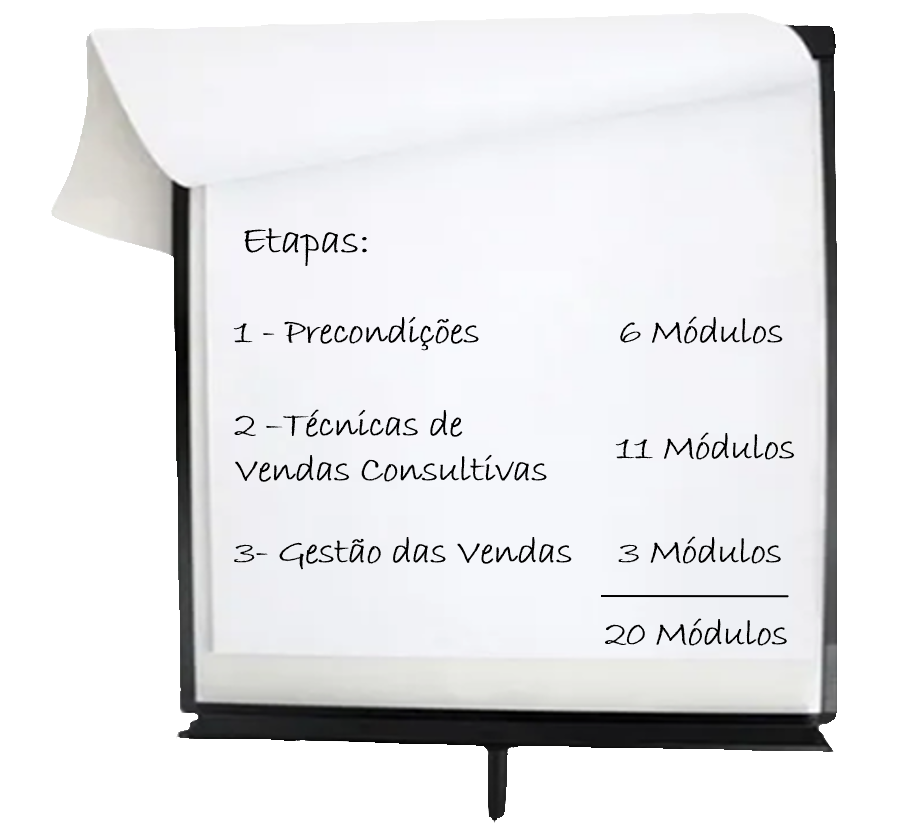 Etapas:
1 - Precondições 6 Módulos
2 -Técnicas de
Vendas Consultivas 11 Módulos
3- Gestão das Vendas 3 Módulos
20 Módulos